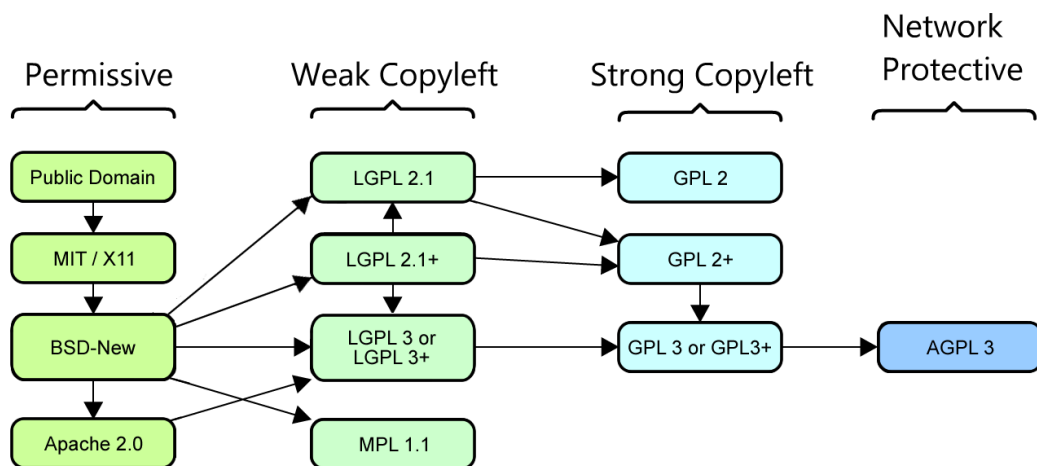 Permissive
Weak Copyleft
Strong Copyleft
Network
Protective
Public Domain
LGPL 2.1
GPL 2
MIT / X11
LGPL 2.1+
GPL 2+
BSD-New
LGPL 3 or
LGPL 3+
GPL 3 or GPL3+
AGPL 3
Apache 2.0
MPL 1.1